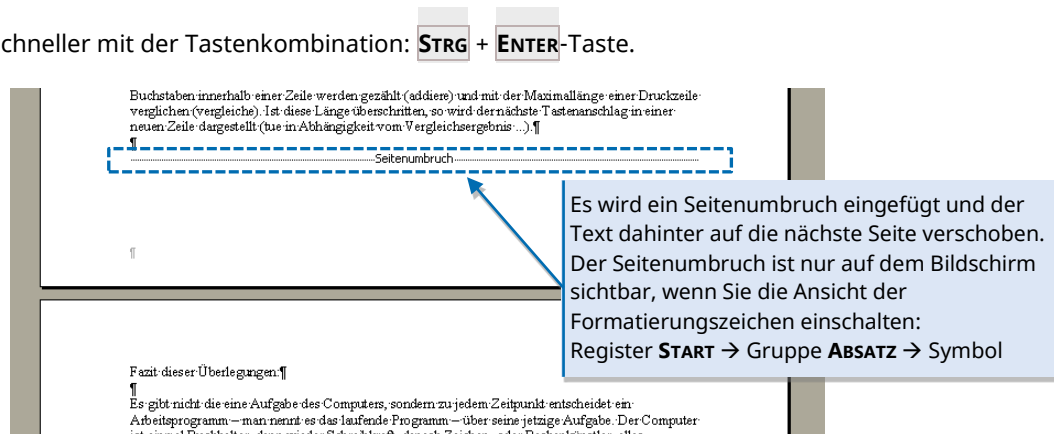 chneller mit der Tastenkombination: STRG + ENTER-Taste.
Buchstaben innerhalb einer Zeile werden gezählt (addiere) und mit der Maximallänge einer Druckzeile
verglichen (vergleiche). Ist diese Länge überschritten, so wird der nächste Tastenanschlag in einer
neuen Zeile dargestellt (tue in Abhängigkeit vom Vergleichsergebnis ...).¶
¶
Seitenumbruch
Es wird ein Seitenumbruch eingefügt und der
Text dahinter auf die nächste Seite verschoben.
Der Seitenumbruch ist nur auf dem Bildschirm
sichtbar, wenn Sie die Ansicht der
Formatierungszeichen einschalten:
Register START → Gruppe ABSATZ → Symbol
¶
Fazit dieser Überlegungen:¶
¶
Es gibt nicht die eine Aufgabe des Computers, sondern zu jedem Zeitpunkt entscheidet ein
Arbeitsprogramm – man nennt es das laufende Programm – über seine jetzige Aufgabe. Der Computer